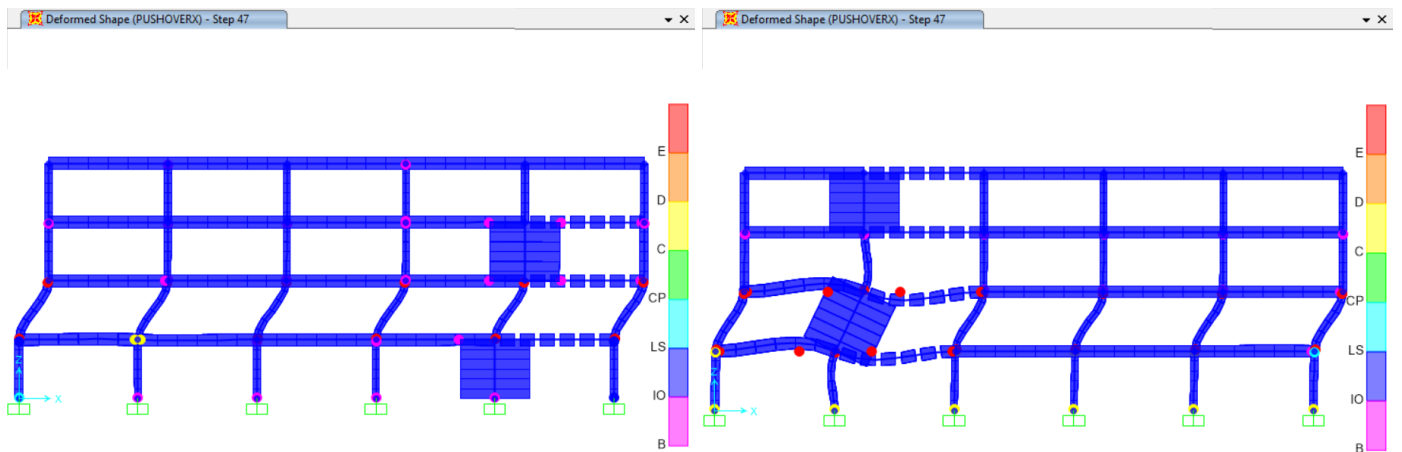 Deformed Shape (PUSHOVERX) - Step 47
E
D
C
CP
LS
IO
B
Z
X
Deformed Shape (PUSHOVERX) - Step 47
E
D
C
CP
LS
IO
B
Z
X